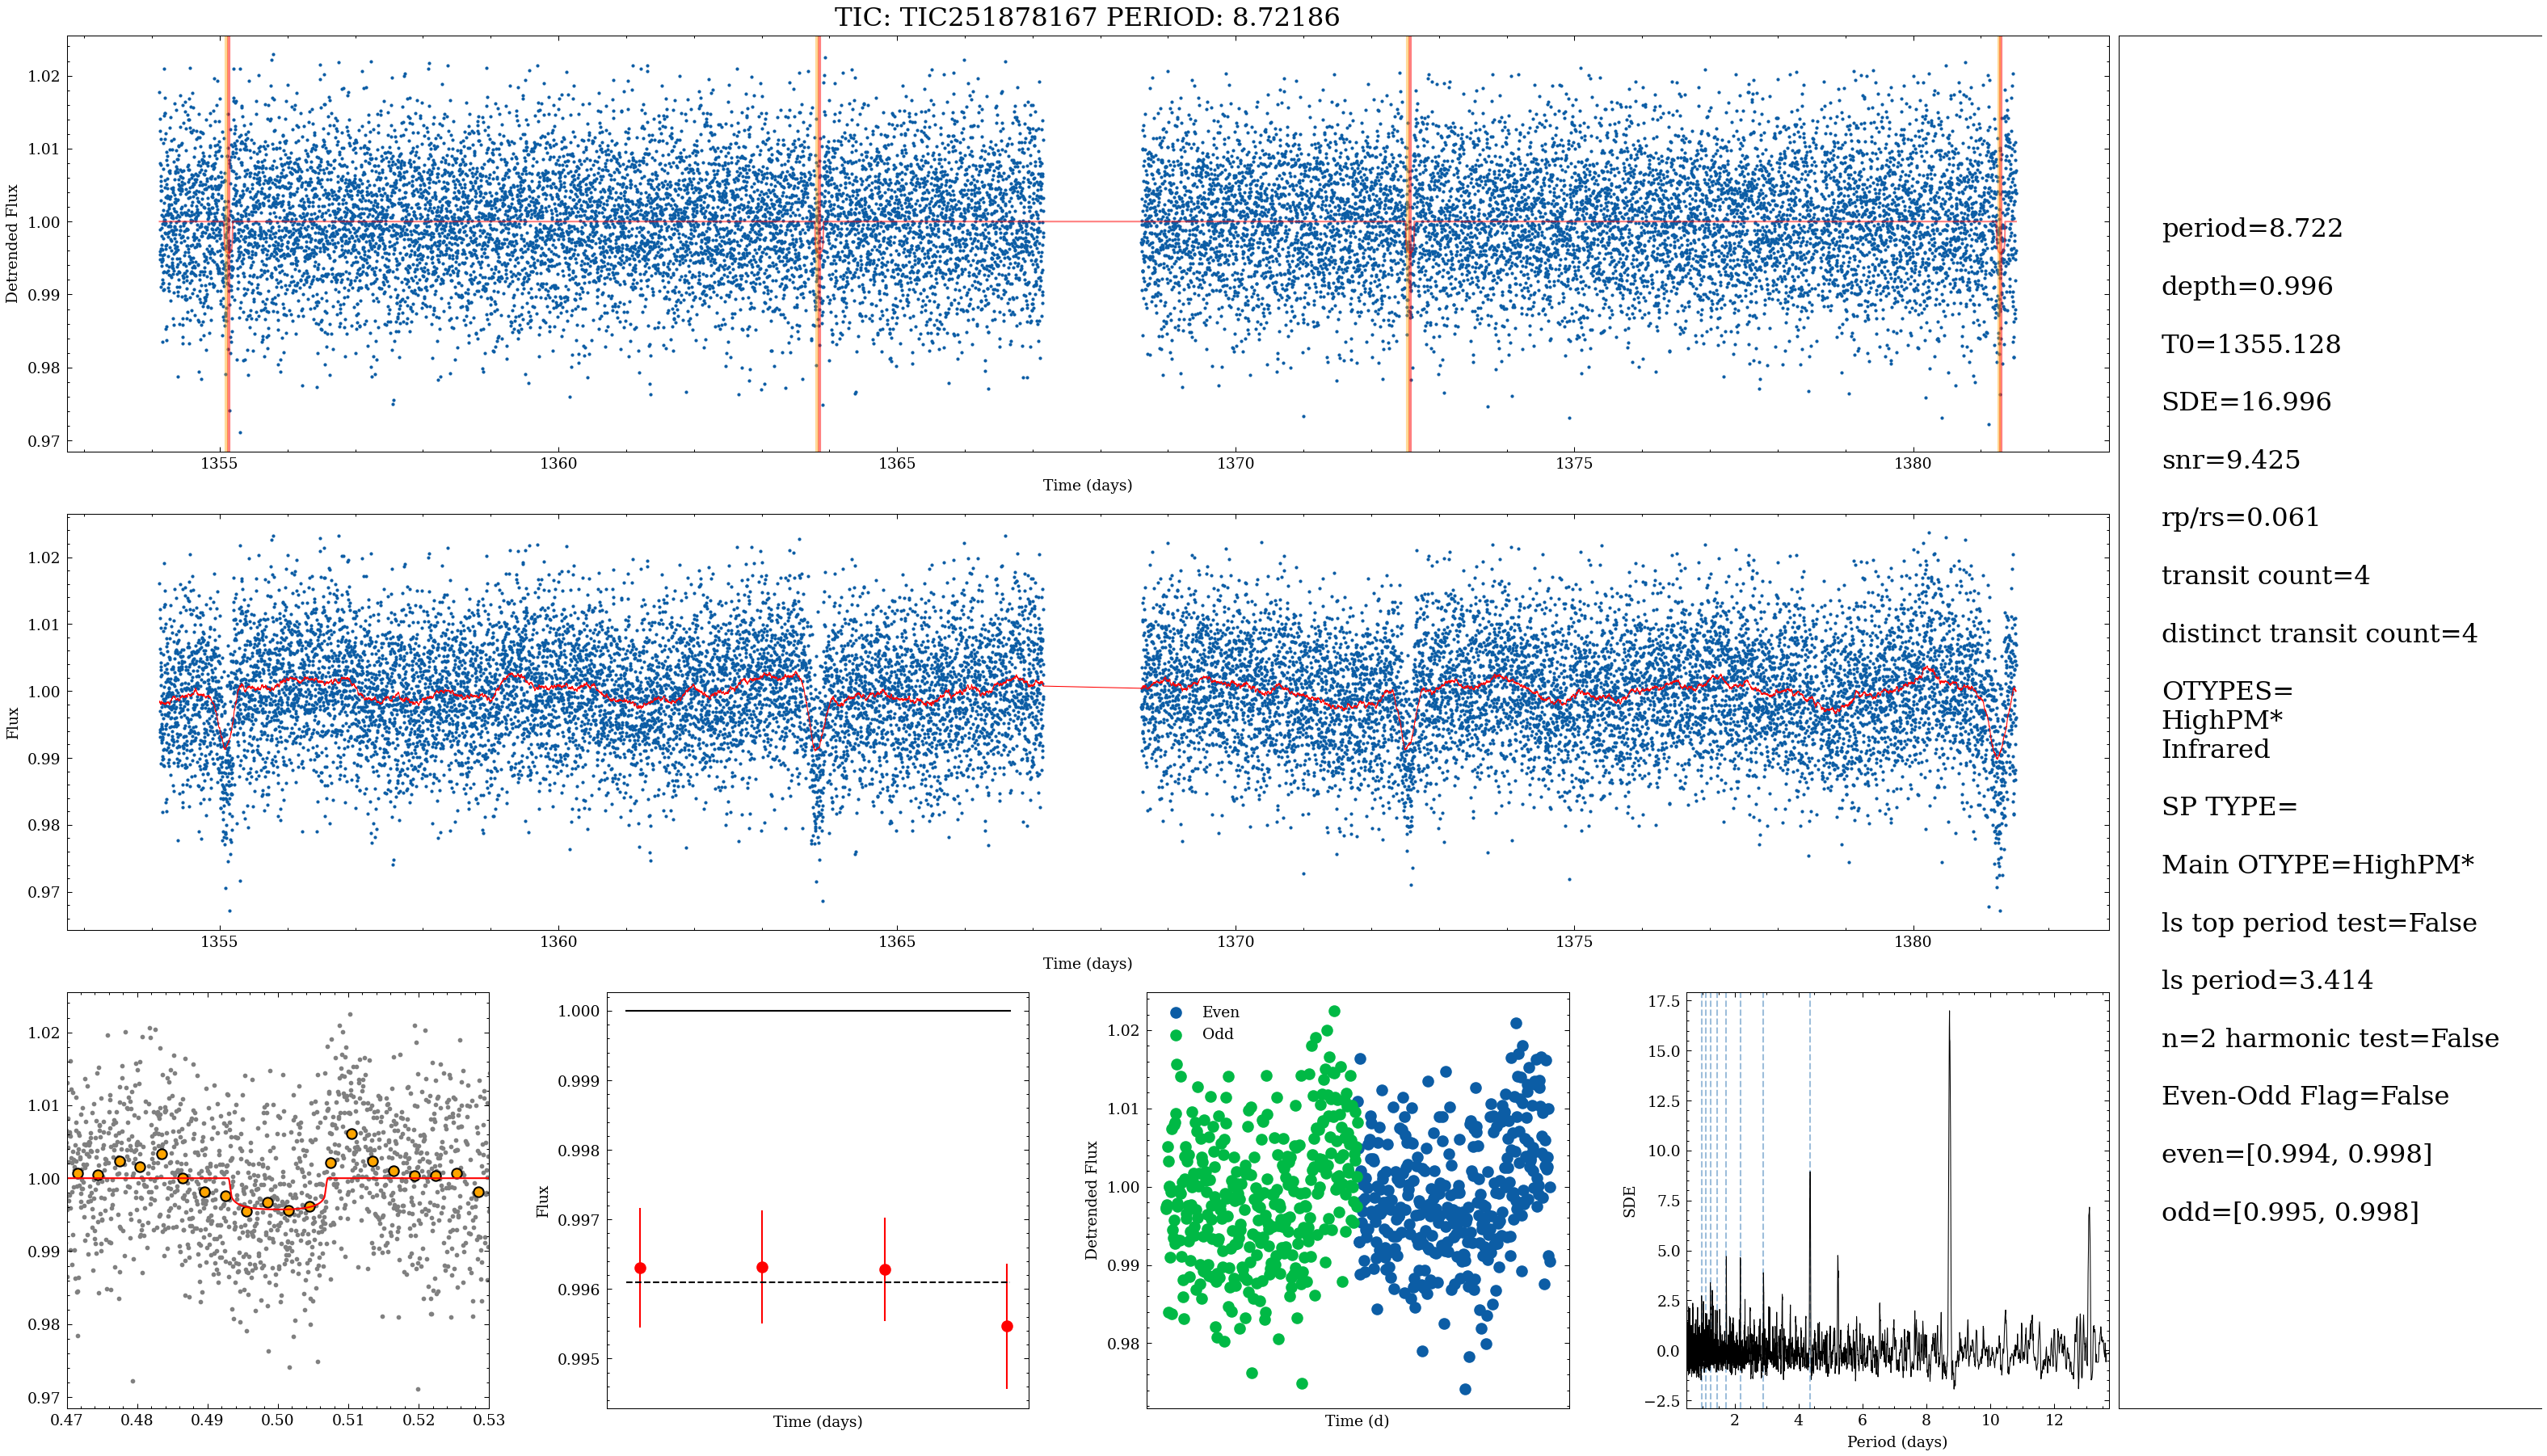 TIC: TIC251878167 PERIOD: 8.72186
1.02
1.01
1.00
0.99
0.98
0.97
Detrended Flux
1355
1360
1365
1370
1375
1380
Time (days)
1.02
1.01
1.00
0.99
0.98
0.97
Flux
1355
1360
1365
1370
1375
1380
Time (days)
1.02
1.01
1.00
0.99
0.98
0.97
0.47
0.48
0.49
0.50
0.51
0.52
0.53
1.000
0.999
0.998
0.997
0.996
0.995
Flux
Time (days)
Even
Odd
1.02
1.01
1.00
0.99
0.98
Detrended Flux
Time (d)
17.5
15.0
12.5
10.0
7.5
5.0
2.5
0.0
−2.5
SDE
2
4
6
8
10
12
Period (days)
period=8.722
depth=0.996
T0=1355.128
SDE=16.996
snr=9.425
rp/rs=0.061
transit count=4
distinct transit count=4
OTYPES=
HighPM*
Infrared
SP TYPE=
Main OTYPE=HighPM*
ls top period test=False
ls period=3.414
n=2 harmonic test=False
Even-Odd Flag=False
even=[0.994, 0.998]
odd=[0.995, 0.998]